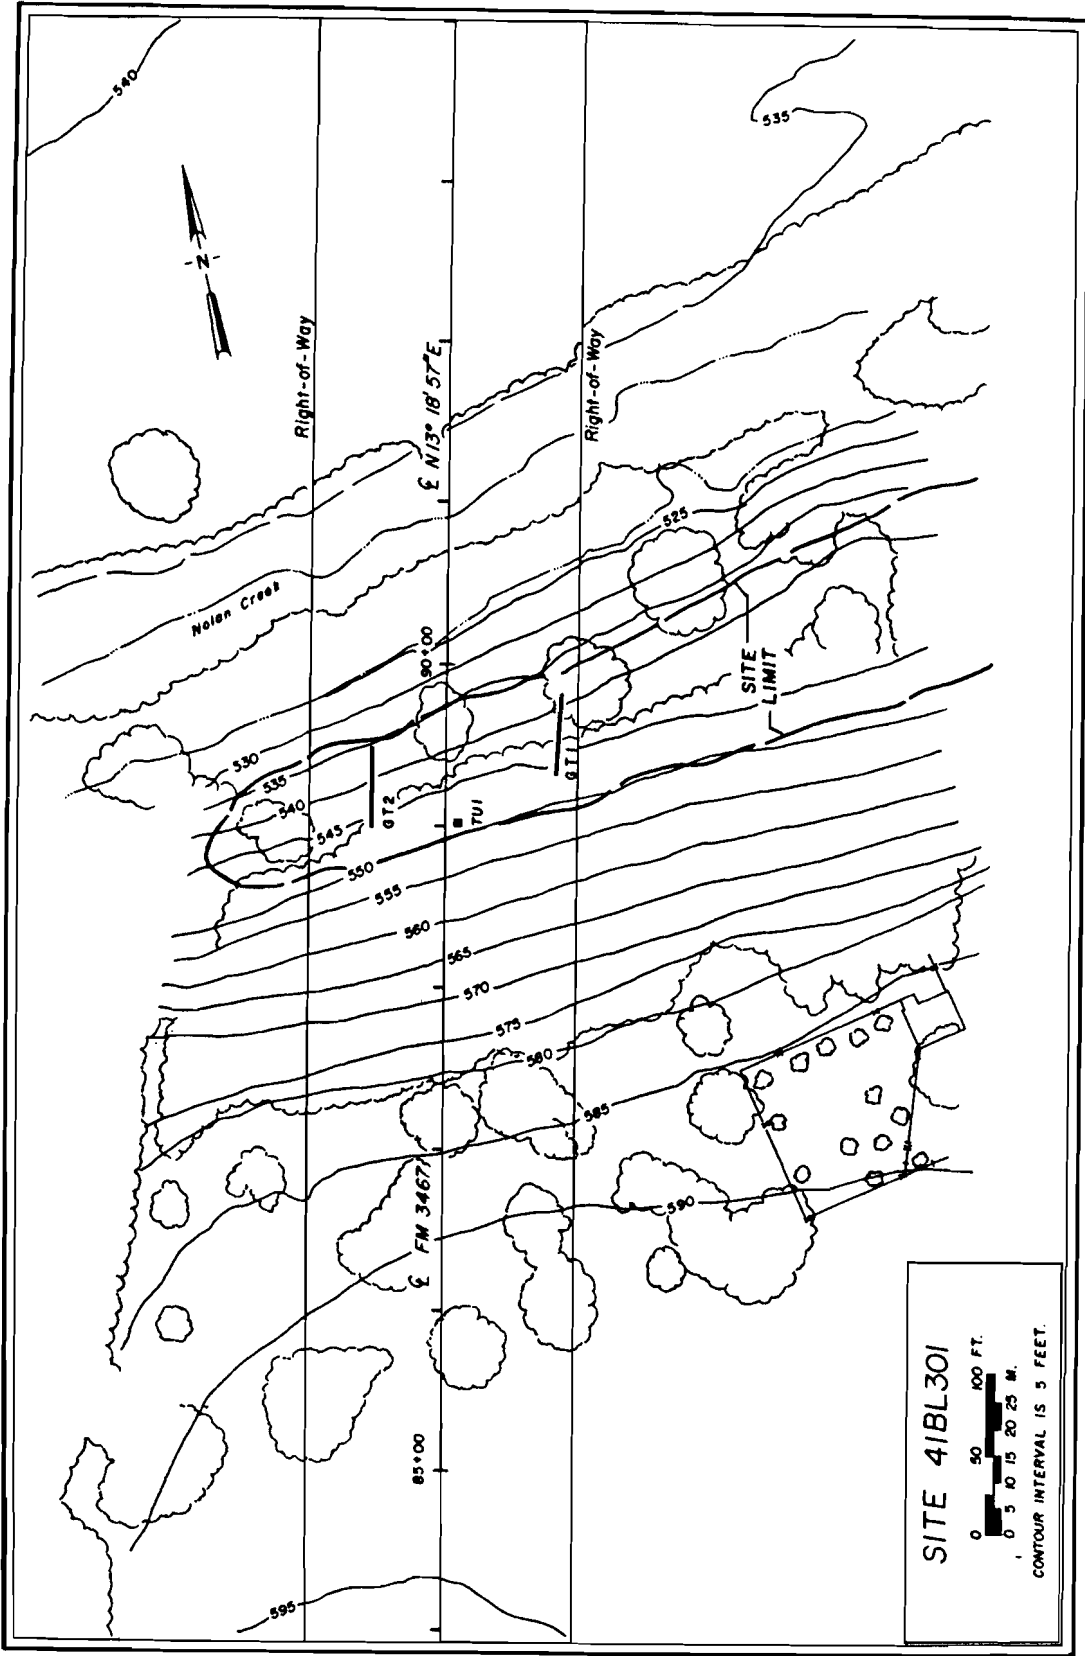 540
535
N
Right-of-Way
Right-of-Way
℄ N 13° 18' 57" E
525
Nolan Creek
90+00
SITE
LIMIT
530
535
540
545
550
555
560
565
570
575
580
585
590
595
GT1
GT2
TU1
℄ FM 3467
85+00
SITE 41BL301
0 50 100 FT.
0 5 10 15 20 25 M.
CONTOUR INTERVAL IS 5 FEET.